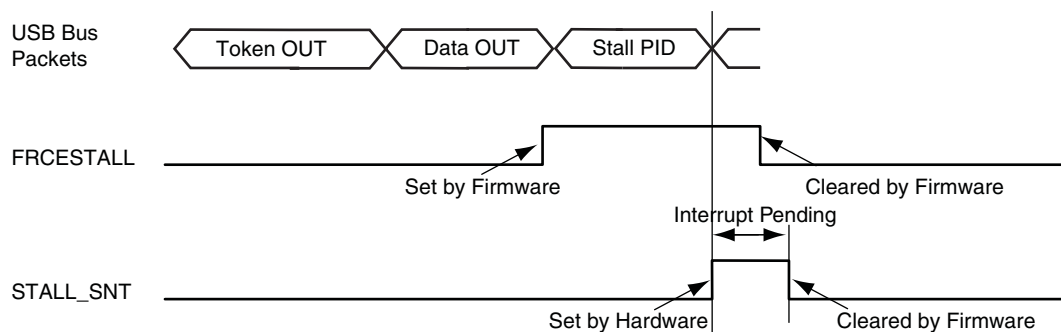 USB Bus
Packets
Token OUT
Data OUT
Stall PID
FRCESTALL
Set by Firmware
Cleared by Firmware
Interrupt Pending
STALL_SNT
Set by Hardware
Cleared by Firmware